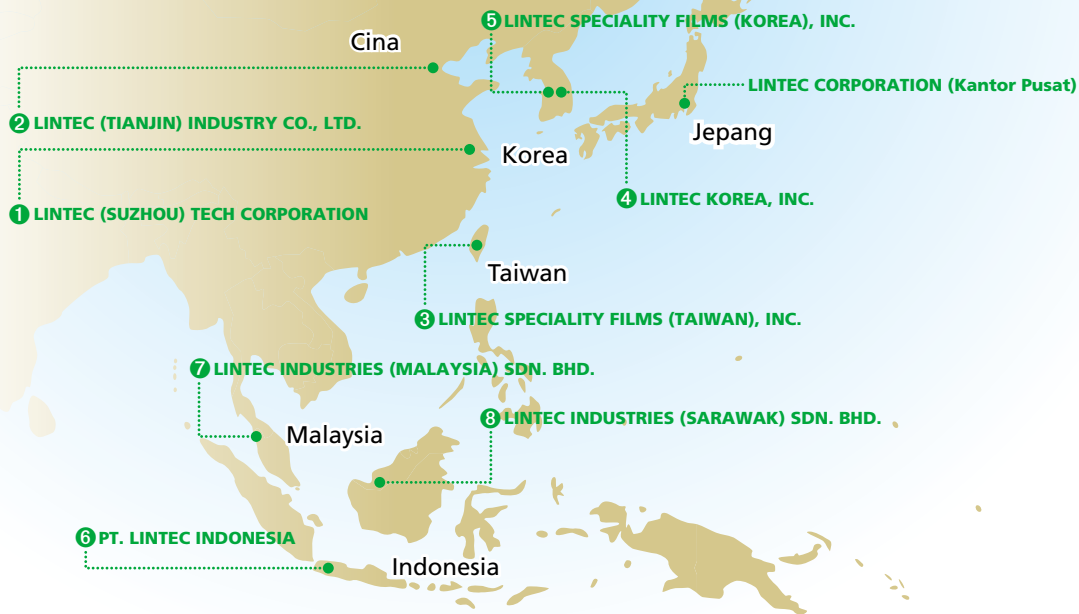 ❺ LINTEC SPECIALITY FILMS (KOREA), INC.
Cina
LINTEC CORPORATION (Kantor Pusat)
❷ LINTEC (TIANJIN) INDUSTRY CO., LTD.
Jepang
Korea
❹ LINTEC KOREA, INC.
❶ LINTEC (SUZHOU) TECH CORPORATION
Taiwan
❸ LINTEC SPECIALITY FILMS (TAIWAN), INC.
❼ LINTEC INDUSTRIES (MALAYSIA) SDN. BHD.
❽ LINTEC INDUSTRIES (SARAWAK) SDN. BHD.
Malaysia
❻ PT. LINTEC INDONESIA
Indonesia